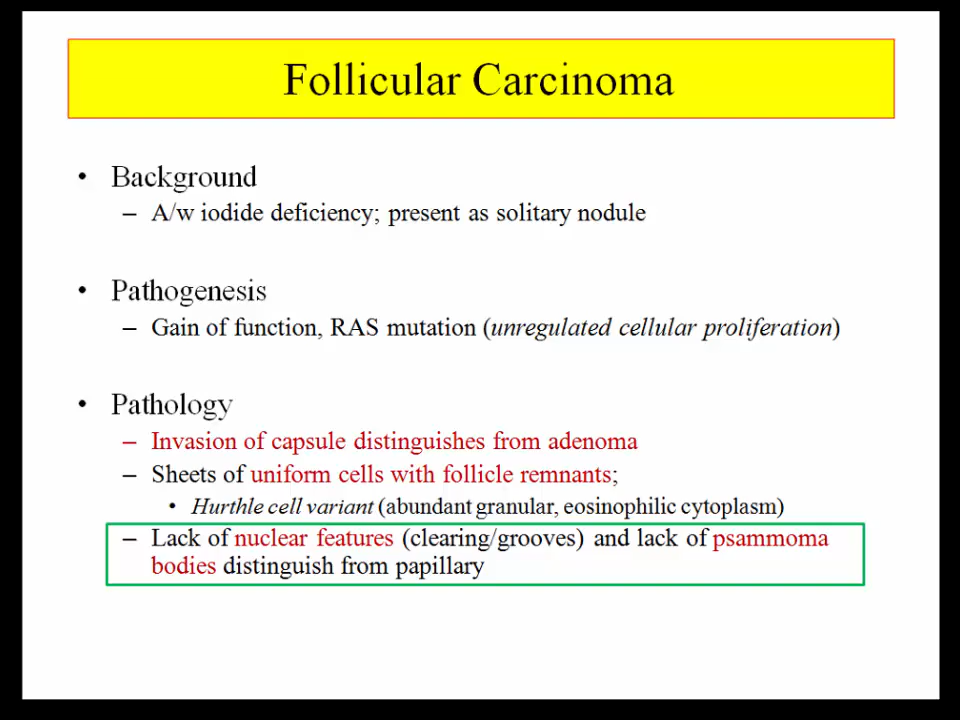 Follicular Carcinoma
• Background
– A/w iodide deficiency; present as solitary nodule
• Pathogenesis
– Gain of function, RAS mutation (unregulated cellular proliferation)
• Pathology
– Invasion of capsule distinguishes from adenoma
– Sheets of uniform cells with follicle remnants;
• Hurthle cell variant (abundant granular, eosinophilic cytoplasm)
– Lack of nuclear features (clearing/grooves) and lack of psammoma
bodies distinguish from papillary